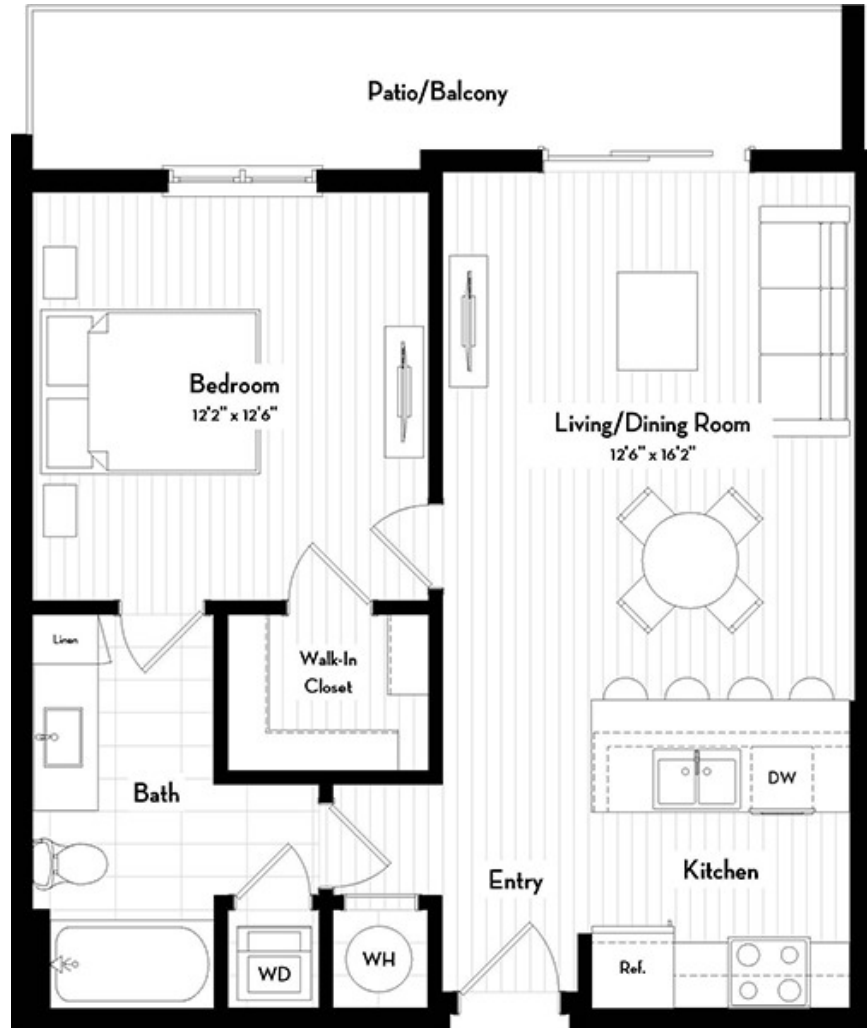 Patio/Balcony
Bedroom
12'2" x 12'6"
Living/Dining Room
12'6" x 16'2"
Linen
Walk-In
Closet
DW
Bath
Kitchen
Entry
WD
WH
Ref.